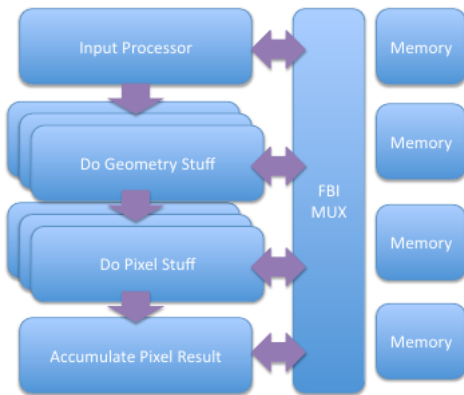 Input Processor
Do Geometry Stuff
Do Pixel Stuff
Accumulate Pixel Result
FBI
MUX
Memory
Memory
Memory
Memory